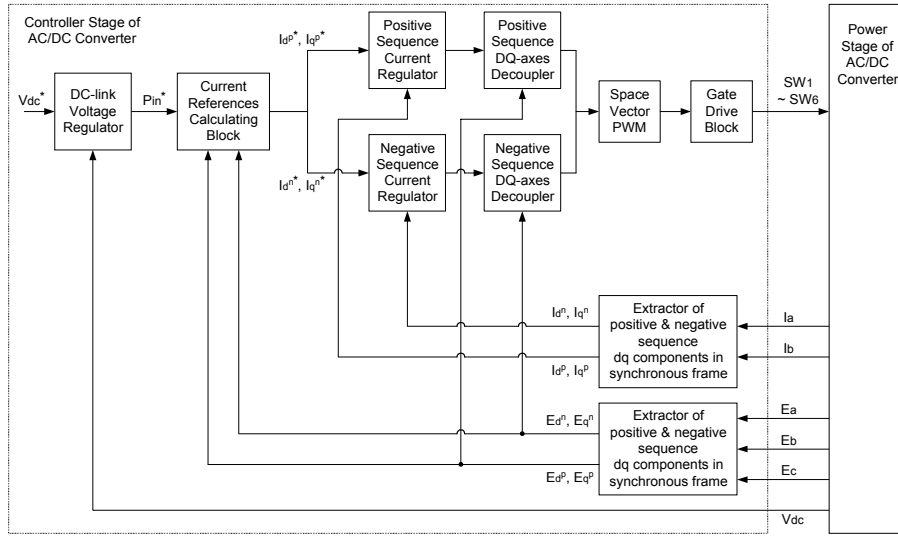 Controller Stage of
AC/DC Converter
Vdc*
DC-link
Voltage
Regulator
Pin*
Current
References
Calculating
Block
Idp*, Iqp*
Idn*, Iqn*
Positive
Sequence
Current
Regulator
Positive
Sequence
DQ-axes
Decoupler
Negative
Sequence
Current
Regulator
Negative
Sequence
DQ-axes
Decoupler
Space
Vector
PWM
Gate
Drive
Block
SW1
~ SW6
Power
Stage of
AC/DC
Converter
Idn, Iqn
Idp, Iqp
Extractor of
positive & negative
sequence
dq components in
synchronous frame
Ia
Ib
Edn, Eqn
Edp, Eqp
Extractor of
positive & negative
sequence
dq components in
synchronous frame
Ea
Eb
Ec
Vdc